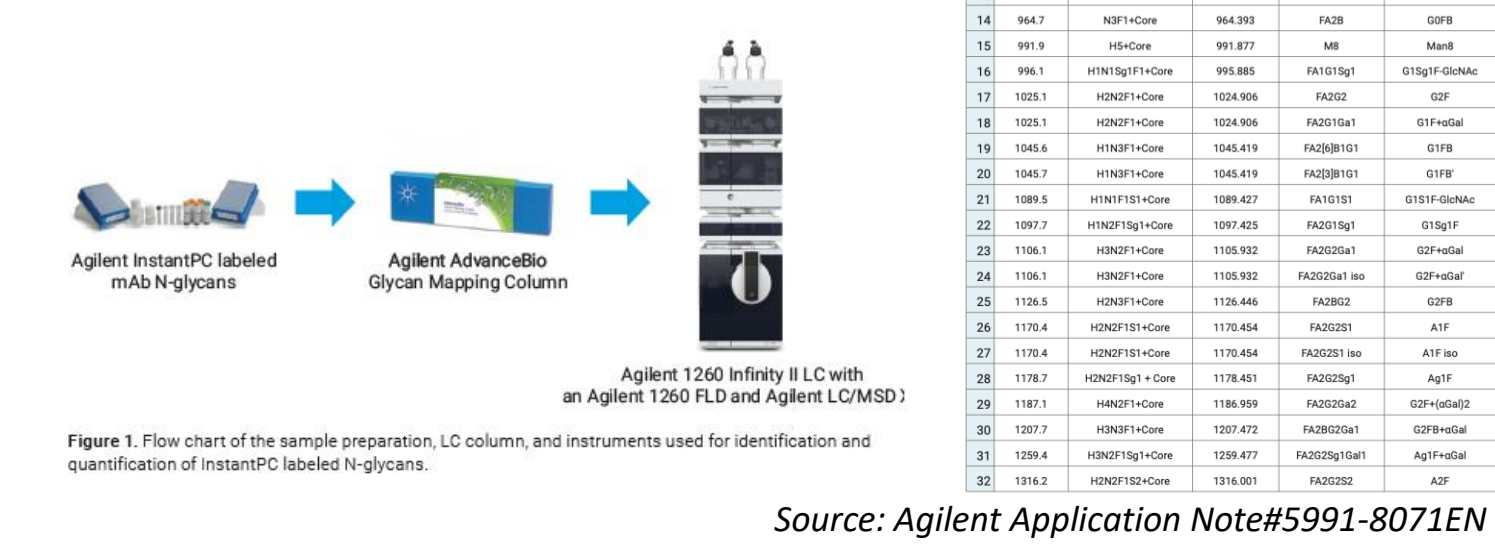 Agilent InstantPC labeled
mAb N-glycans
Agilent AdvanceBio
Glycan Mapping Column
Agilent 1260 Infinity II LC with
an Agilent 1260 FLD and Agilent LC/MSD
Figure 1. Flow chart of the sample preparation, LC column, and instruments used for identification and
quantification of InstantPC labeled N-glycans.
14 964.7 N3F1+Core 964.393 FA2B G0FB
15 991.9 H5+Core 991.877 M8 Man8
16 996.1 H1N1Sg1F1+Core 995.885 FA1G1Sg1 G1Sg1F-GlcNAc
17 1025.1 H2N2F1+Core 1024.906 FA2G2 G2F
18 1025.1 H2N2F1+Core 1024.906 FA2G1Ga1 G1F+αGal
19 1045.6 H1N3F1+Core 1045.419 FA2[6]B1G1 G1FB
20 1045.7 H1N3F1+Core 1045.419 FA2[3]B1G1 G1FB'
21 1089.5 H1N1F1S1+Core 1089.427 FA1G1S1 G1S1F-GlcNAc
22 1097.7 H1N2F1Sg1+Core 1097.425 FA2G1Sg1 G1Sg1F
23 1106.1 H3N2F1+Core 1105.932 FA2G2Ga1 G2F+αGal
24 1106.1 H3N2F1+Core 1105.932 FA2G2Ga1 iso G2F+αGal'
25 1126.5 H2N3F1+Core 1126.446 FA2BG2 G2FB
26 1170.4 H2N2F1S1+Core 1170.454 FA2G2S1 A1F
27 1170.4 H2N2F1S1+Core 1170.454 FA2G2S1 iso A1F iso
28 1178.7 H2N2F1Sg1 + Core 1178.451 FA2G2Sg1 Ag1F
29 1187.1 H4N2F1+Core 1186.959 FA2G2Ga2 G2F+(αGal)2
30 1207.7 H3N3F1+Core 1207.472 FA2BG2Ga1 G2FB+αGal
31 1259.4 H3N2F1Sg1+Core 1259.477 FA2G2Sg1Gal1 Ag1F+αGal
32 1316.2 H2N2F1S2+Core 1316.001 FA2G2S2 A2F
Source: Agilent Application Note#5991-8071EN